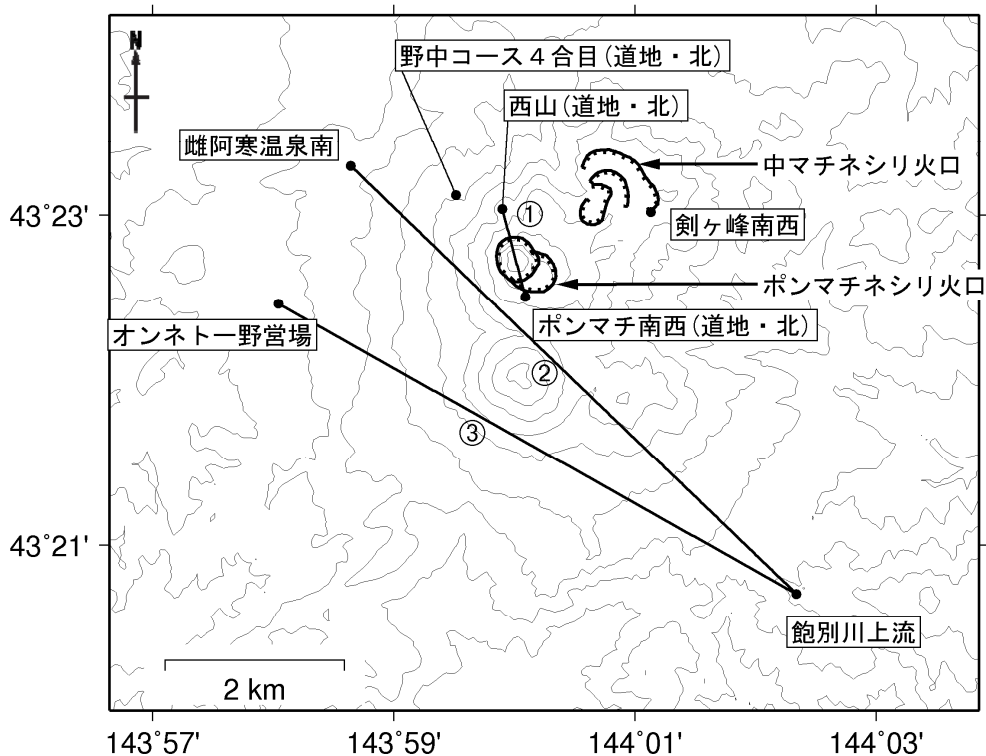 N
野中コース４合目(道地・北)
西山(道地・北)
雌阿寒温泉南
中マチネシリ火口
43°23'
①
剣ヶ峰南西
ポンマチネシリ火口
オンネトー野営場
ポンマチ南西(道地・北)
②
③
43°21'
飽別川上流
2 km
143°57'
143°59'
144°01'
144°03'